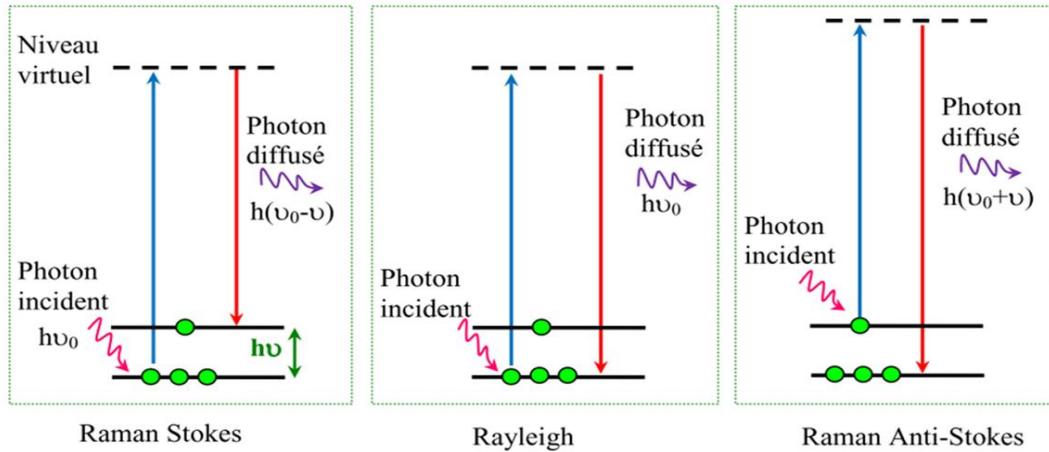 Niveau
virtuel
Photon
diffusé
h(υ₀-υ)
Photon
incident
hυ₀
hυ
Raman Stokes
Photon
diffusé
hυ₀
Photon
incident
Rayleigh
Photon
diffusé
h(υ₀+υ)
Photon
incident
Raman Anti-Stokes